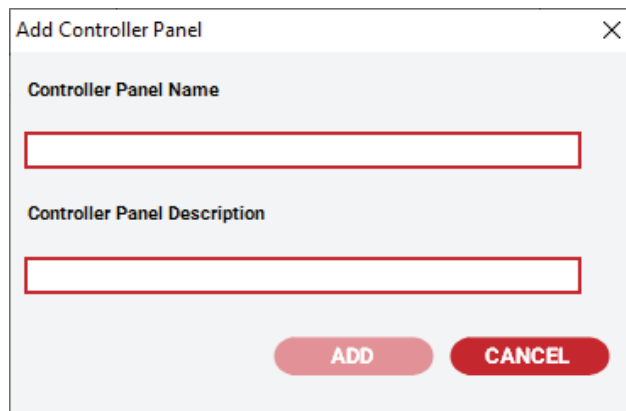 Add Controller Panel
Controller Panel Name
Controller Panel Description
ADD CANCEL